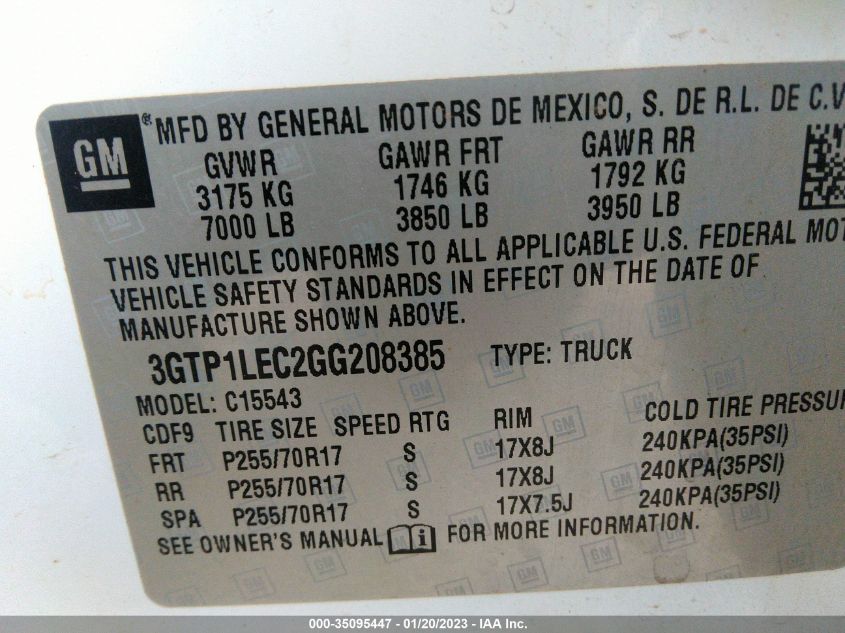 GM ® MFD BY GENERAL MOTORS DE MEXICO, S. DE R.L. DE C.V
GVWR GAWR FRT GAWR RR
3175 KG 1746 KG 1792 KG
7000 LB 3850 LB 3950 LB
THIS VEHICLE CONFORMS TO ALL APPLICABLE U.S. FEDERAL MOT
VEHICLE SAFETY STANDARDS IN EFFECT ON THE DATE OF
MANUFACTURE SHOWN ABOVE.
3GTP1LEC2GG208385 TYPE: TRUCK
MODEL: C15543
CDF9 TIRE SIZE SPEED RTG RIM COLD TIRE PRESSUR
FRT P255/70R17 S 17X8J 240KPA(35PSI)
RR P255/70R17 S 17X8J 240KPA(35PSI)
SPA P255/70R17 S 17X7.5J 240KPA(35PSI)
SEE OWNER'S MANUAL i FOR MORE INFORMATION.
000-35095447 - 01/20/2023 - IAA Inc.